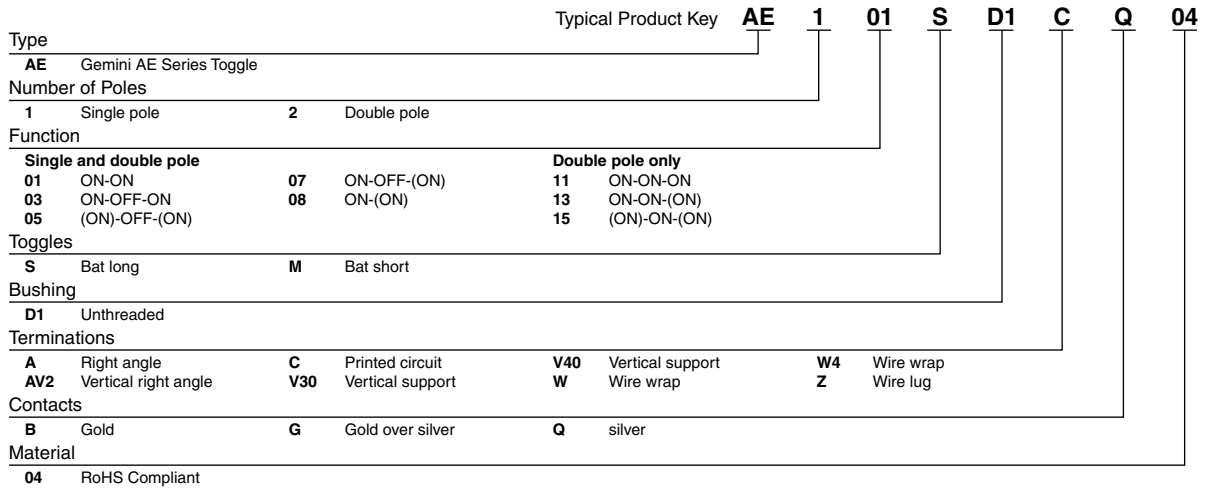 Typical Product Key AE 1 01 S D1 C Q 04
Type
AE Gemini AE Series Toggle
Number of Poles
1 Single pole 2 Double pole
Function
Single and double pole Double pole only
01 ON-ON 07 ON-OFF-(ON) 11 ON-ON-ON
03 ON-OFF-ON 08 ON-(ON) 13 ON-ON-(ON)
05 (ON)-OFF-(ON) 15 (ON)-ON-(ON)
Toggles
S Bat long M Bat short
Bushing
D1 Unthreaded
Terminations
A Right angle C Printed circuit V40 Vertical support W4 Wire wrap
AV2 Vertical right angle V30 Vertical support W Wire wrap Z Wire lug
Contacts
B Gold G Gold over silver Q silver
Material
04 RoHS Compliant